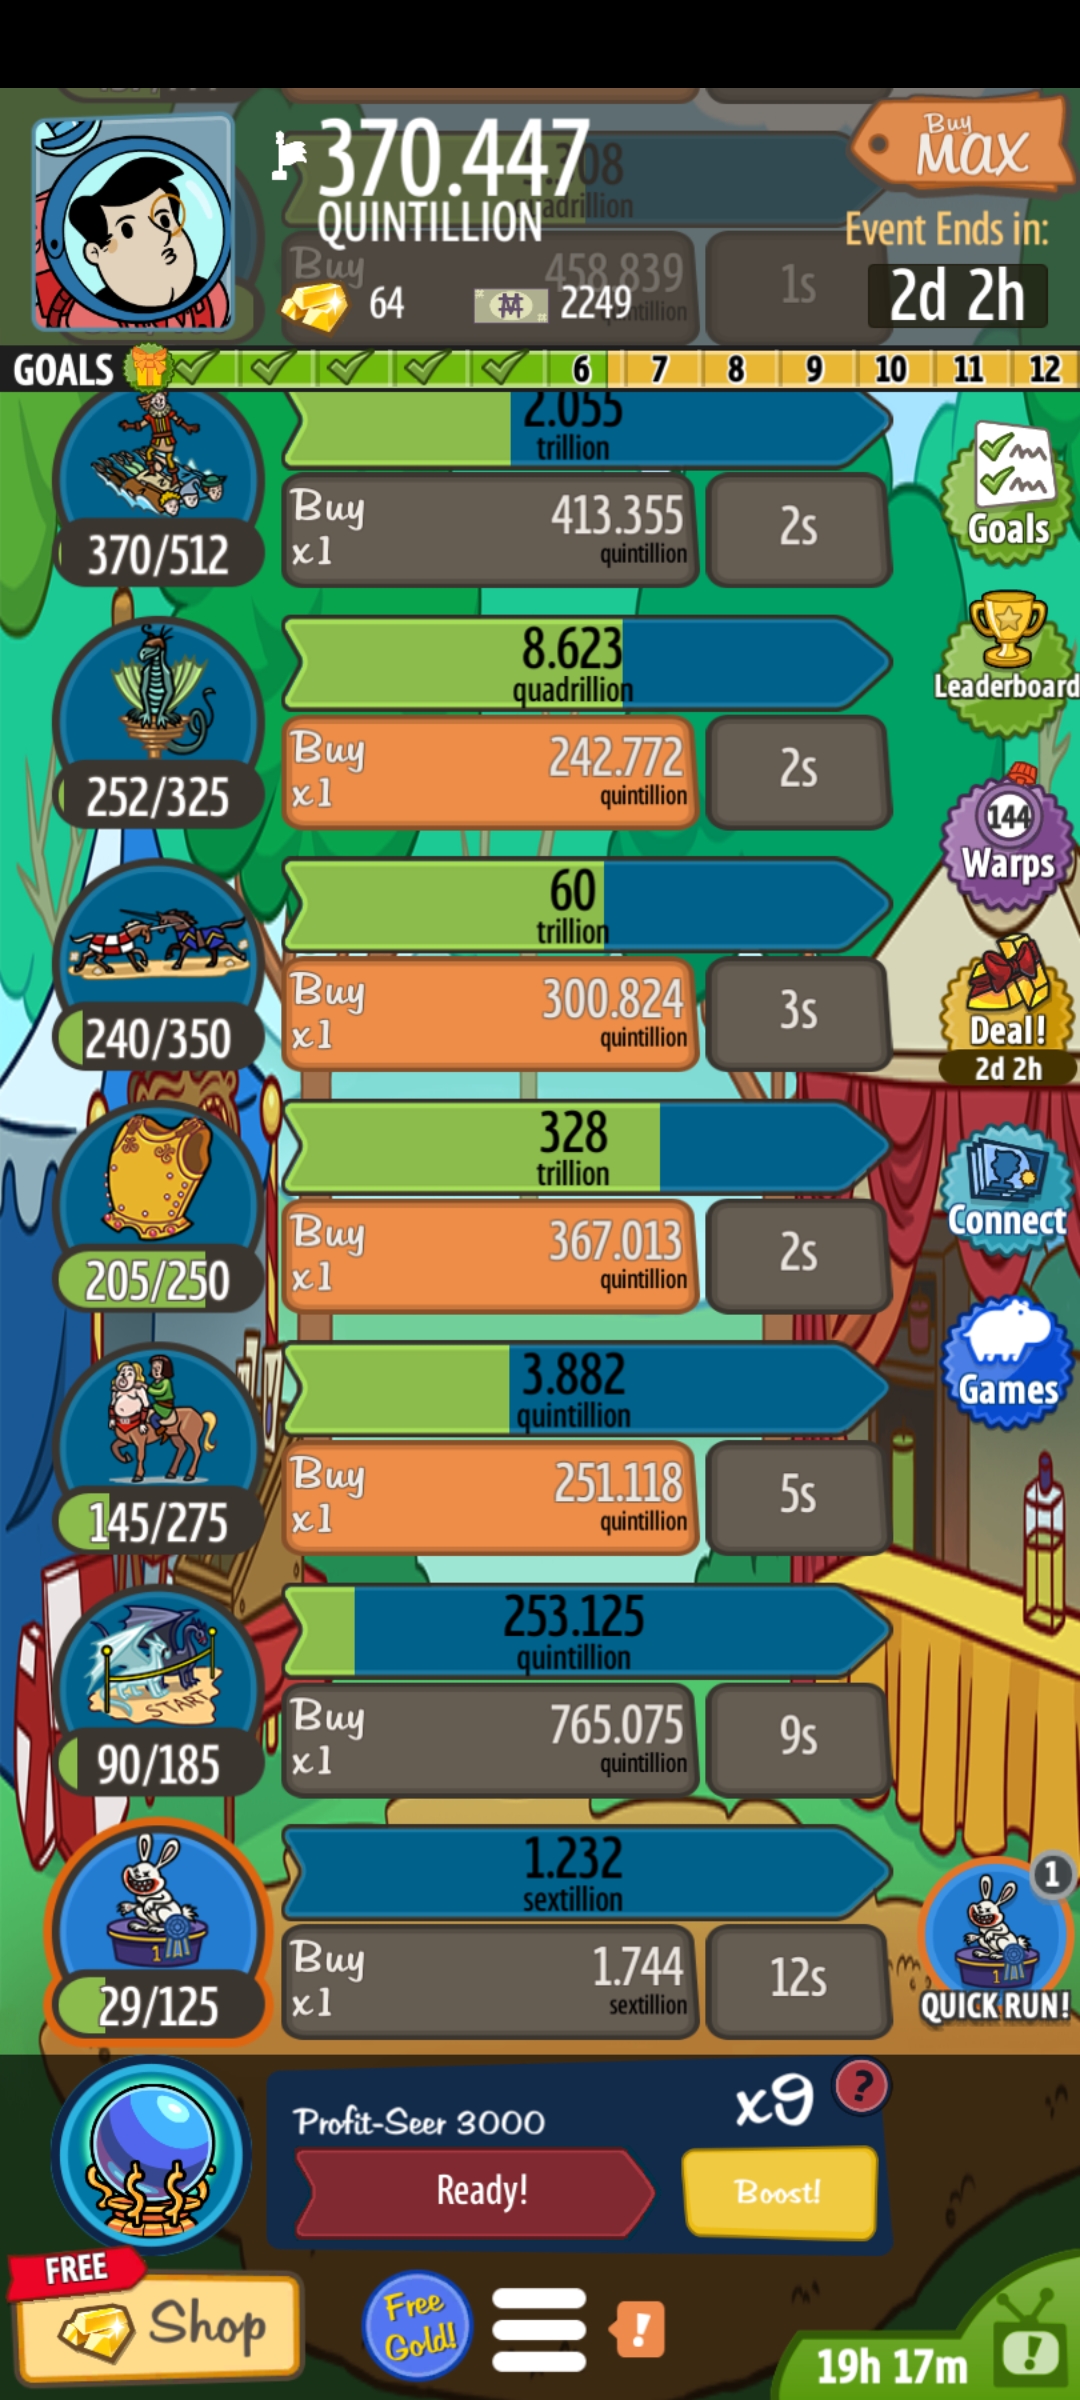 370.447
QUINTILLION
Buy
MAX
Event Ends in:
2d 2h
64
2249
Buy
458.839
1s
GOALS
6 7 8 9 10 11 12
2.055
trillion
Buy
x1
413.355
quintillion
2s
370/512
Goals
8.623
quadrillion
Buy
x1
242.772
quintillion
2s
252/325
Leaderboard
144
Warps
60
trillion
Buy
x1
300.824
quintillion
3s
240/350
Deal!
2d 2h
328
trillion
Buy
x1
367.013
quintillion
2s
205/250
Connect
3.882
quintillion
Buy
x1
251.118
quintillion
5s
145/275
Games
253.125
quintillion
Buy
x1
765.075
quintillion
9s
START
90/185
1.232
sextillion
Buy
x1
1.744
sextillion
12s
1
29/125
1
1
QUICK RUN!
Profit-Seer 3000
x9
?
Ready!
Boost!
FREE
Shop
Free
Gold!
!
19h 17m
!